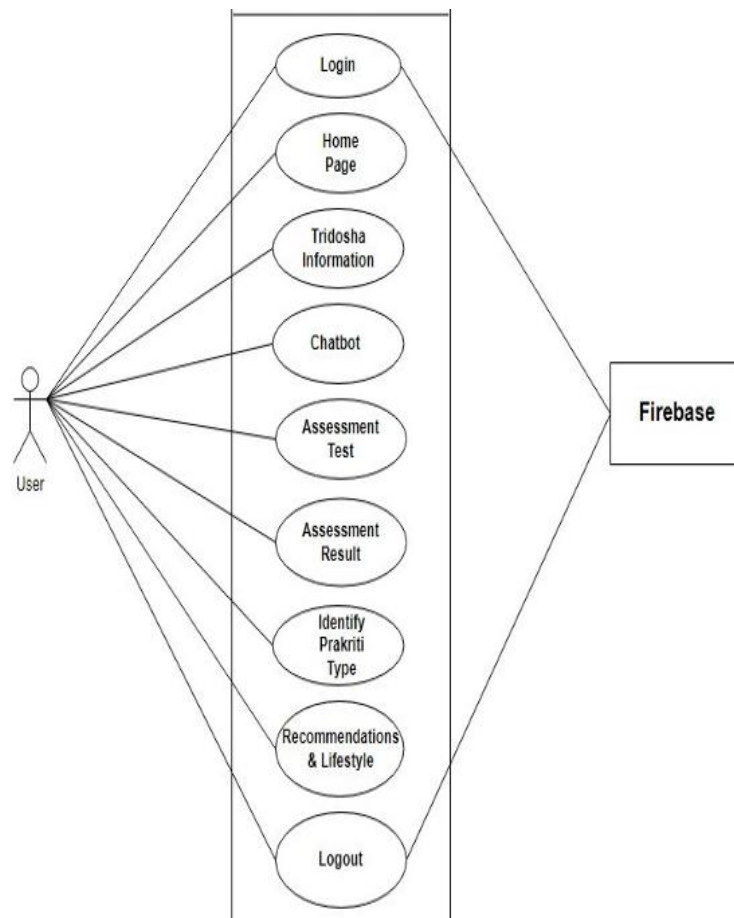 Login
Home
Page
Tridosha
Information
Chatbot
Assessment
Test
Assessment
Result
Identify
Prakriti
Type
Recommendations
& Lifestyle
Logout
User
Firebase